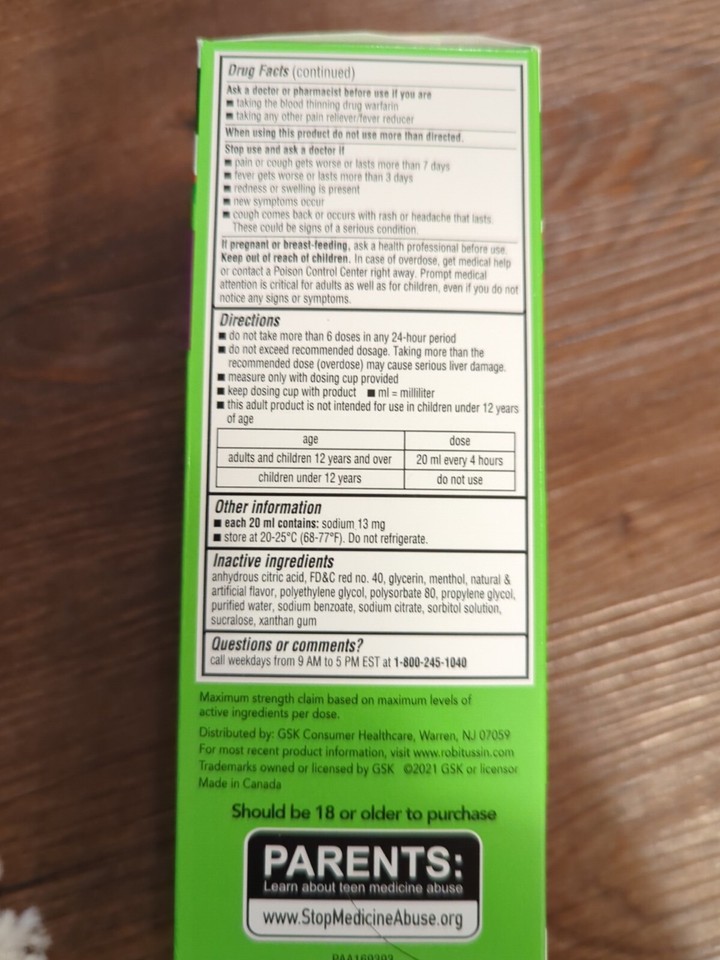 Drug Facts (continued)
Ask a doctor or pharmacist before use if you are
■ taking the blood thinning drug warfarin
■ taking any other pain reliever/fever reducer
When using this product do not use more than directed.
Stop use and ask a doctor if
■ pain or cough gets worse or lasts more than 7 days
■ fever gets worse or lasts more than 3 days
■ redness or swelling is present
■ new symptoms occur
■ cough comes back or occurs with rash or headache that lasts.
These could be signs of a serious condition.
If pregnant or breast-feeding, ask a health professional before use.
Keep out of reach of children. In case of overdose, get medical help
or contact a Poison Control Center right away. Prompt medical
attention is critical for adults as well as for children, even if you do not
notice any signs or symptoms.
Directions
■ do not take more than 6 doses in any 24-hour period
■ do not exceed recommended dosage. Taking more than the
recommended dose (overdose) may cause serious liver damage.
■ measure only with dosing cup provided
■ keep dosing cup with product ■ ml = milliliter
■ this adult product is not intended for use in children under 12 years
of age
age dose
adults and children 12 years and over 20 ml every 4 hours
children under 12 years do not use
Other information
■ each 20 ml contains: sodium 13 mg
■ store at 20-25°C (68-77°F). Do not refrigerate.
Inactive ingredients
anhydrous citric acid, FD&C red no. 40, glycerin, menthol, natural &
artificial flavor, polyethylene glycol, polysorbate 80, propylene glycol,
purified water, sodium benzoate, sodium citrate, sorbitol solution,
sucralose, xanthan gum
Questions or comments?
call weekdays from 9 AM to 5 PM EST at 1-800-245-1040
Maximum strength claim based on maximum levels of
active ingredients per dose.
Distributed by: GSK Consumer Healthcare, Warren, NJ 07059
For most recent product information, visit www.robitussin.com
Trademarks owned or licensed by GSK ©2021 GSK or licensor
Made in Canada
Should be 18 or older to purchase
PARENTS:
Learn about teen medicine abuse
www.StopMedicineAbuse.org